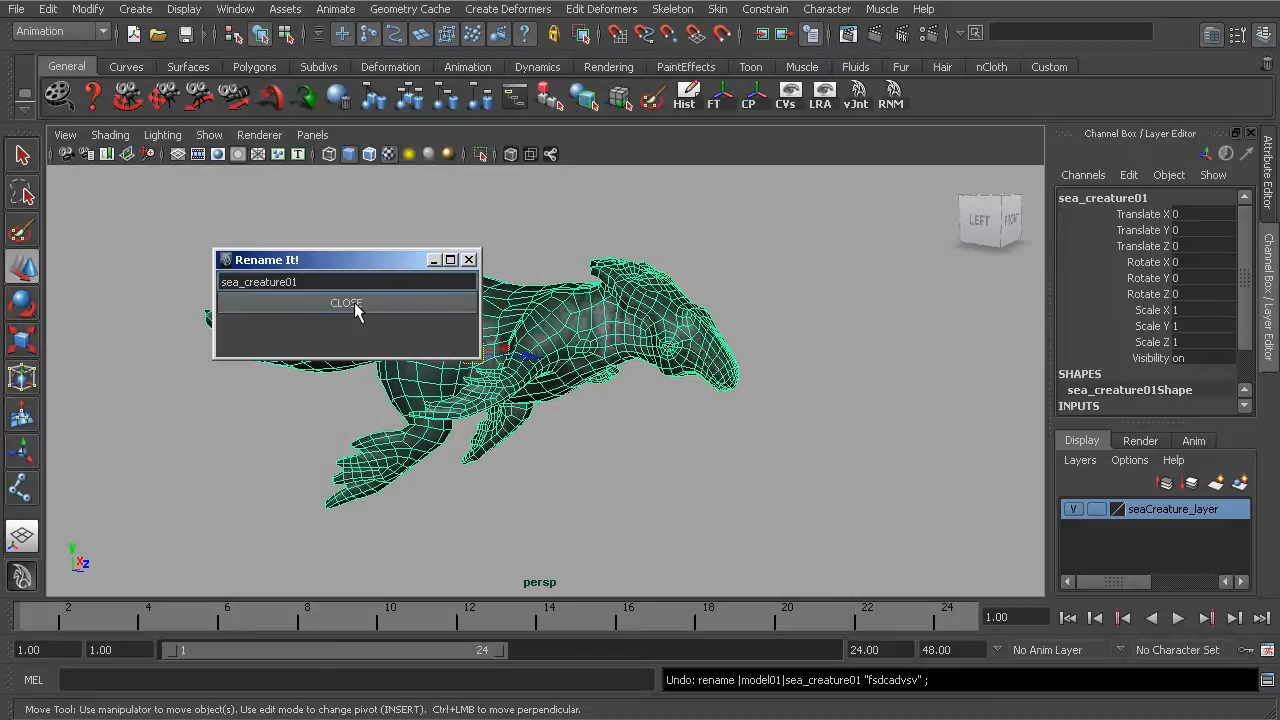 File Edit Modify Create Display Window Assets Animate Geometry Cache Create Deformers Edit Deformers Skeleton Skin Constrain Character Muscle Help
Animation
General Curves Surfaces Polygons Subdivs Deformation Animation Dynamics Rendering PaintEffects Toon Muscle Fluids Fur Hair nCloth Custom
Hist FT CP CVs LRA vJnt RNM
View Shading Lighting Show Renderer Panels
Channel Box / Layer Editor
Channels Edit Object Show
sea_creature01
Translate X 0
Translate Y 0
Translate Z 0
Rotate X 0
Rotate Y 0
Rotate Z 0
Scale X 1
Scale Y 1
Scale Z 1
Visibility on
SHAPES
sea_creature01Shape
INPUTS
Attribute Editor
Channel Box / Layer Editor
LEFT FRONT
Rename It!
sea_creature01
CLOSE
Display Render Anim
Layers Options Help
V seaCreature_layer
y
x z
persp
2 4 6 8 10 12 14 16 18 20 22 24
1.00
1.00 1.00 1 24 24.00 48.00 No Anim Layer No Character Set
MEL Undo: rename |model01|sea_creature01 "fsdcadvsv" ;
Move Tool: Use manipulator to move object(s). Use edit mode to change pivot (INSERT). Ctrl+LMB to move perpendicular.